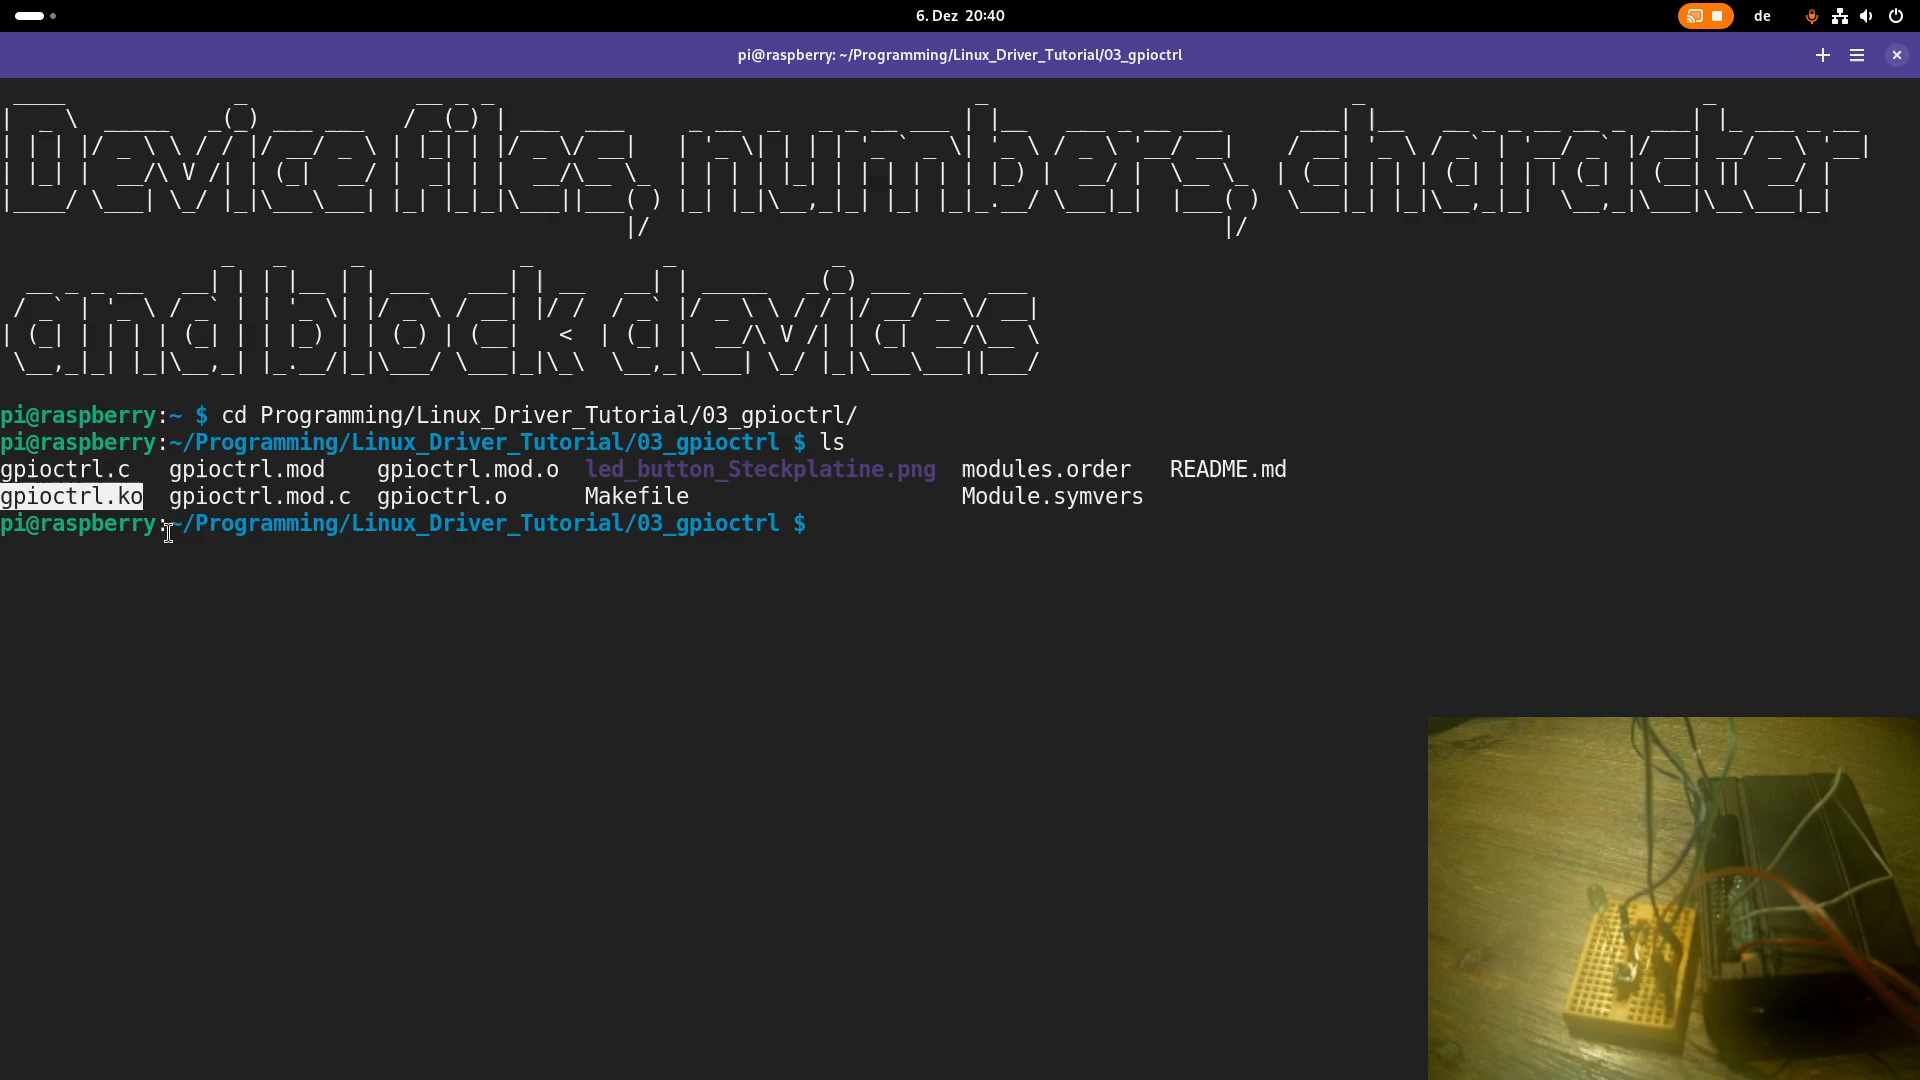 6. Dez 20:40
de
pi@raspberry: ~/Programming/Linux_Driver_Tutorial/03_gpioctrl
Device files, numbers, character
and block devices
pi@raspberry:~ $ cd Programming/Linux_Driver_Tutorial/03_gpioctrl/
pi@raspberry:~/Programming/Linux_Driver_Tutorial/03_gpioctrl $ ls
gpioctrl.c gpioctrl.mod gpioctrl.mod.o led_button_Steckplatine.png modules.order README.md
gpioctrl.ko gpioctrl.mod.c gpioctrl.o Makefile Module.symvers
pi@raspberry:~/Programming/Linux_Driver_Tutorial/03_gpioctrl $